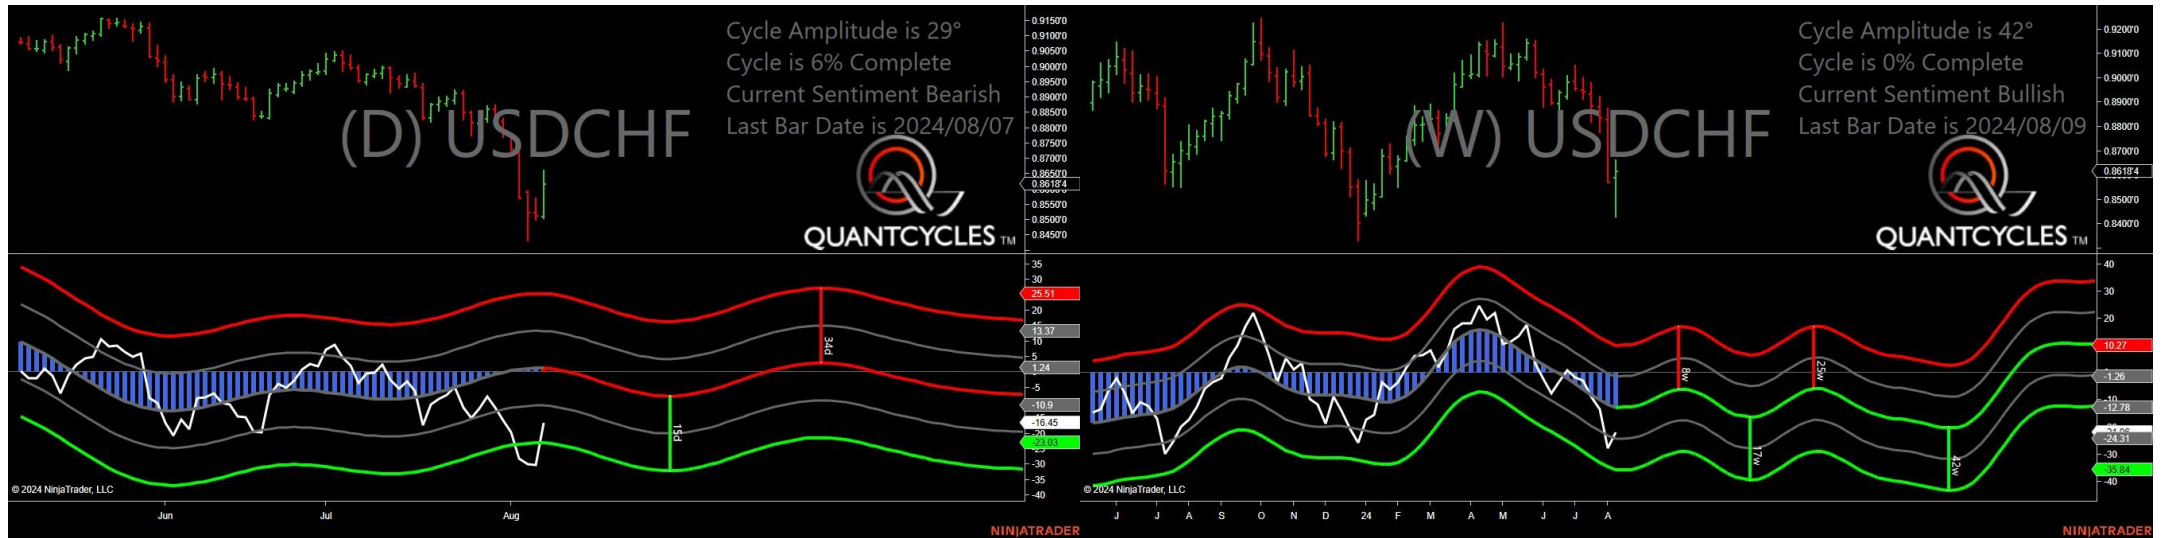 Cycle Amplitude is 29°
Cycle is 6% Complete
Current Sentiment Bearish
Last Bar Date is 2024/08/07
(D) USDCHF
QUANTCYCLES TM
0.9150'0
0.9100'0
0.9050'0
0.9000'0
0.8950'0
0.8900'0
0.8850'0
0.8800'0
0.8750'0
0.8700'0
0.8650'0
0.8618'4
0.8550'0
0.8500'0
0.8450'0
35
30
25.51
20
13.37
10
5
1.24
-5
-10.9
-16.45
-20
-23.03
-30
-35
-40
34d
15d
© 2024 NinjaTrader, LLC
Jun
Jul
Aug
NINJATRADER
Cycle Amplitude is 42°
Cycle is 0% Complete
Current Sentiment Bullish
Last Bar Date is 2024/08/09
(W) USDCHF
QUANTCYCLES TM
0.9200'0
0.9100'0
0.9000'0
0.8900'0
0.8800'0
0.8700'0
0.8618'4
0.8500'0
0.8400'0
40
30
20
10.27
-1.26
-10
-12.78
-24.31
-30
-35.84
-40
8w
25w
17w
42w
© 2024 NinjaTrader, LLC
J
J
A
S
O
N
D
24
F
M
A
M
J
J
A
NINJATRADER